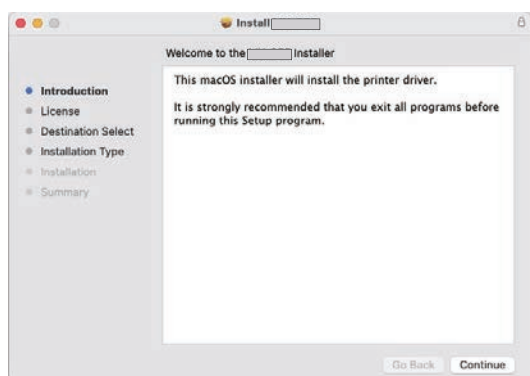 Install
Welcome to the Installer
Introduction
License
Destination Select
Installation Type
Installation
Summary
This macOS installer will install the printer driver.
It is strongly recommended that you exit all programs before
running this Setup program.
Go Back
Continue